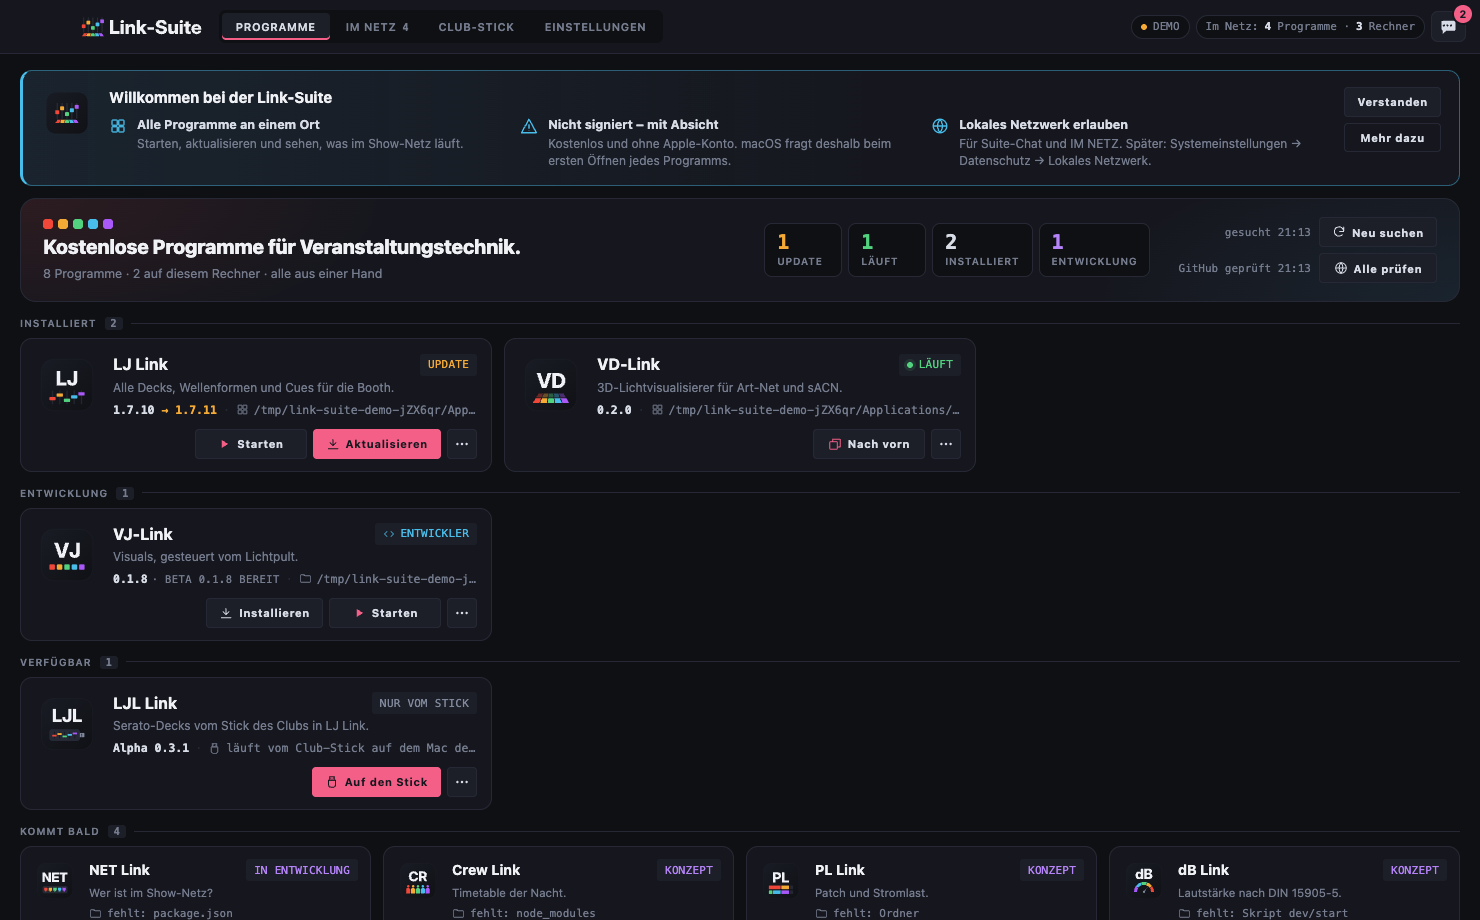 Link-Suite
PROGRAMME
IM NETZ 4
CLUB-STICK
EINSTELLUNGEN
DEMO
Im Netz: 4 Programme · 3 Rechner
2
Willkommen bei der Link-Suite
Alle Programme an einem Ort
Starten, aktualisieren und sehen, was im Show-Netz läuft.
Nicht signiert – mit Absicht
Kostenlos und ohne Apple-Konto. macOS fragt deshalb beim
ersten Öffnen jedes Programms.
Lokales Netzwerk erlauben
Für Suite-Chat und IM NETZ. Später: Systemeinstellungen →
Datenschutz → Lokales Netzwerk.
Verstanden
Mehr dazu
Kostenlose Programme für Veranstaltungstechnik.
8 Programme · 2 auf diesem Rechner · alle aus einer Hand
1
UPDATE
1
LÄUFT
2
INSTALLIERT
1
ENTWICKLUNG
gesucht 21:13
Neu suchen
GitHub geprüft 21:13
Alle prüfen
INSTALLIERT 2
LJ
LJ Link
UPDATE
Alle Decks, Wellenformen und Cues für die Booth.
1.7.10 → 1.7.11 · /tmp/link-suite-demo-jZX6qr/App…
Starten
Aktualisieren
VD
VD-Link
LÄUFT
3D-Lichtvisualisierer für Art-Net und sACN.
0.2.0 · /tmp/link-suite-demo-jZX6qr/Applications/…
Nach vorn
ENTWICKLUNG 1
VJ
VJ-Link
ENTWICKLER
Visuals, gesteuert vom Lichtpult.
0.1.8 · BETA 0.1.8 BEREIT · /tmp/link-suite-demo-j…
Installieren
Starten
VERFÜGBAR 1
LJL
LJL Link
NUR VOM STICK
Serato-Decks vom Stick des Clubs in LJ Link.
Alpha 0.3.1 · läuft vom Club-Stick auf dem Mac de…
Auf den Stick
KOMMT BALD 4
NET
NET Link
IN ENTWICKLUNG
Wer ist im Show-Netz?
fehlt: package.json
CR
Crew Link
KONZEPT
Timetable der Nacht.
fehlt: node_modules
PL
PL Link
KONZEPT
Patch und Stromlast.
fehlt: Ordner
dB
dB Link
KONZEPT
Lautstärke nach DIN 15905-5.
fehlt: Skript dev/start